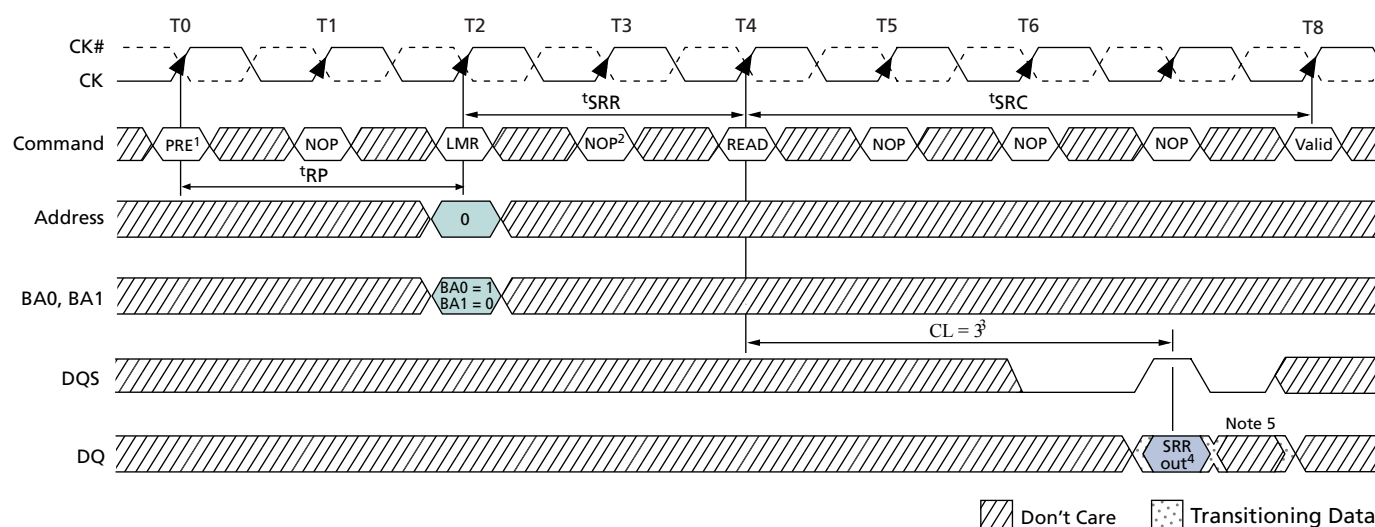 T0 T1 T2 T3 T4 T5 T6 T8
CK#
CK
tSRR tSRC
Command PRE1 NOP LMR NOP2 READ NOP NOP NOP Valid
tRP
Address 0
BA0, BA1 BA0 = 1
BA1 = 0
CL = 33
DQS
Note 5
DQ SRR
out4
Don't Care Transitioning Data